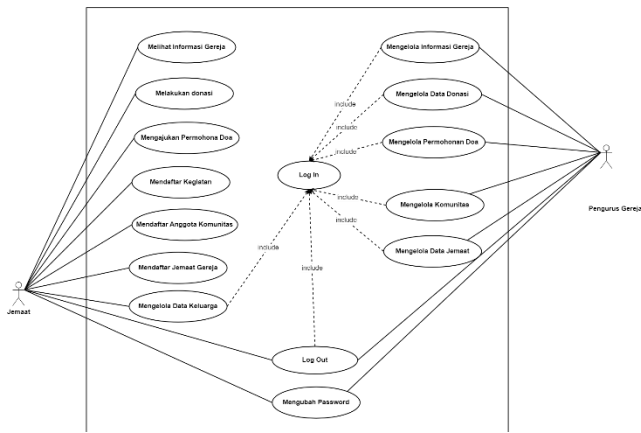 Melihat Informasi Gereja
Mengelola Informasi Gereja
Melakukan donasi
Mengelola Data Donasi
include
include
Mengajukan Permohona Doa
Mengelola Permohonan Doa
include
Log In
Mendaftar Kegiatan
Pengurus Gereja
include
Mengelola Komunitas
Mendaftar Anggota Komunitas
include
include
Mengelola Data Jemaat
Mendaftar Jemaat Gereja
include
Mengelola Data Keluarga
Jemaat
Log Out
Mengubah Password